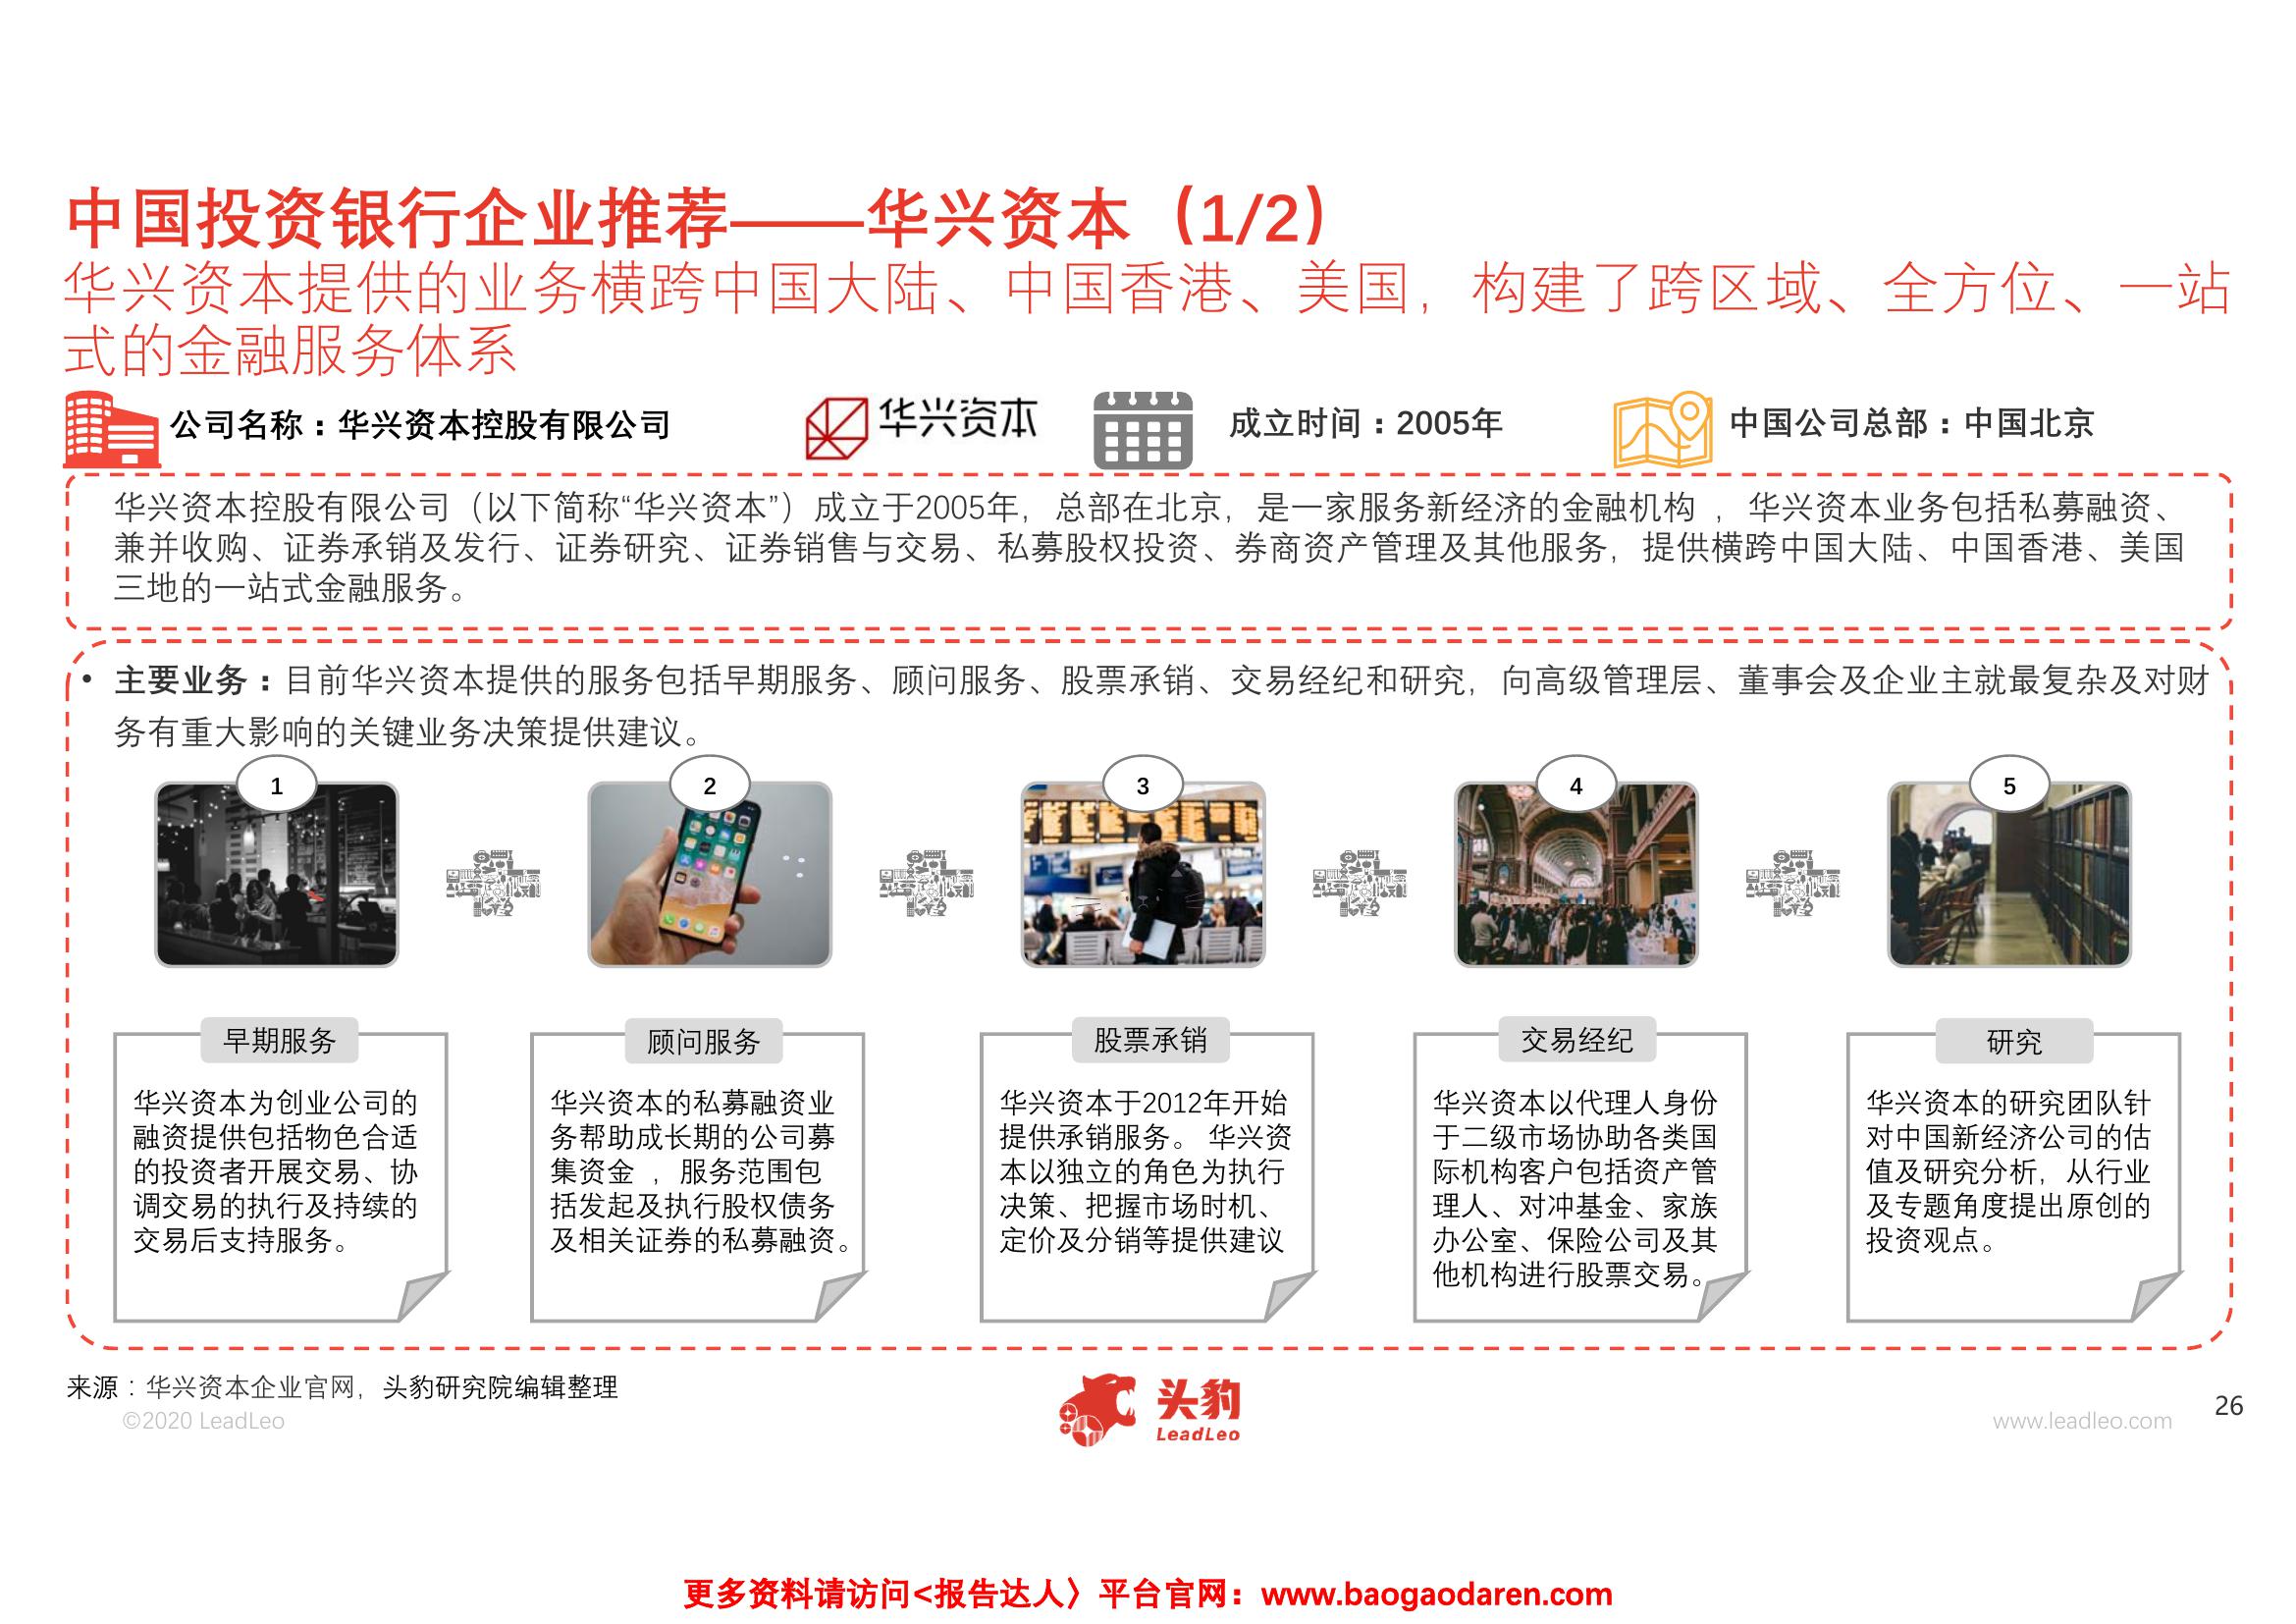 中国投资银行企业推荐——华兴资本（1/2）
华兴资本提供的业务横跨中国大陆、中国香港、美国，构建了跨区域、全方位、一站
式的金融服务体系
公司名称：华兴资本控股有限公司
华兴资本
成立时间：2005年
中国公司总部：中国北京
华兴资本控股有限公司（以下简称“华兴资本”）成立于2005年，总部在北京，是一家服务新经济的金融机构 ，华兴资本业务包括私募融资、
兼并收购、证券承销及发行、证券研究、证券销售与交易、私募股权投资、券商资产管理及其他服务，提供横跨中国大陆、中国香港、美国
三地的一站式金融服务。
• 主要业务：目前华兴资本提供的服务包括早期服务、顾问服务、股票承销、交易经纪和研究，向高级管理层、董事会及企业主就最复杂及对财
务有重大影响的关键业务决策提供建议。
1
2
3
4
5
早期服务
华兴资本为创业公司的
融资提供包括物色合适
的投资者开展交易、协
调交易的执行及持续的
交易后支持服务。
顾问服务
华兴资本的私募融资业
务帮助成长期的公司募
集资金 ，服务范围包
括发起及执行股权债务
及相关证券的私募融资。
股票承销
华兴资本于2012年开始
提供承销服务。 华兴资
本以独立的角色为执行
决策、把握市场时机、
定价及分销等提供建议
交易经纪
华兴资本以代理人身份
于二级市场协助各类国
际机构客户包括资产管
理人、对冲基金、家族
办公室、保险公司及其
他机构进行股票交易。
研究
华兴资本的研究团队针
对中国新经济公司的估
值及研究分析，从行业
及专题角度提出原创的
投资观点。
来源：华兴资本企业官网，头豹研究院编辑整理
©2020 LeadLeo
头豹
LeadLeo
www.leadleo.com
26
更多资料请访问<报告达人〉平台官网：www.baogaodaren.com